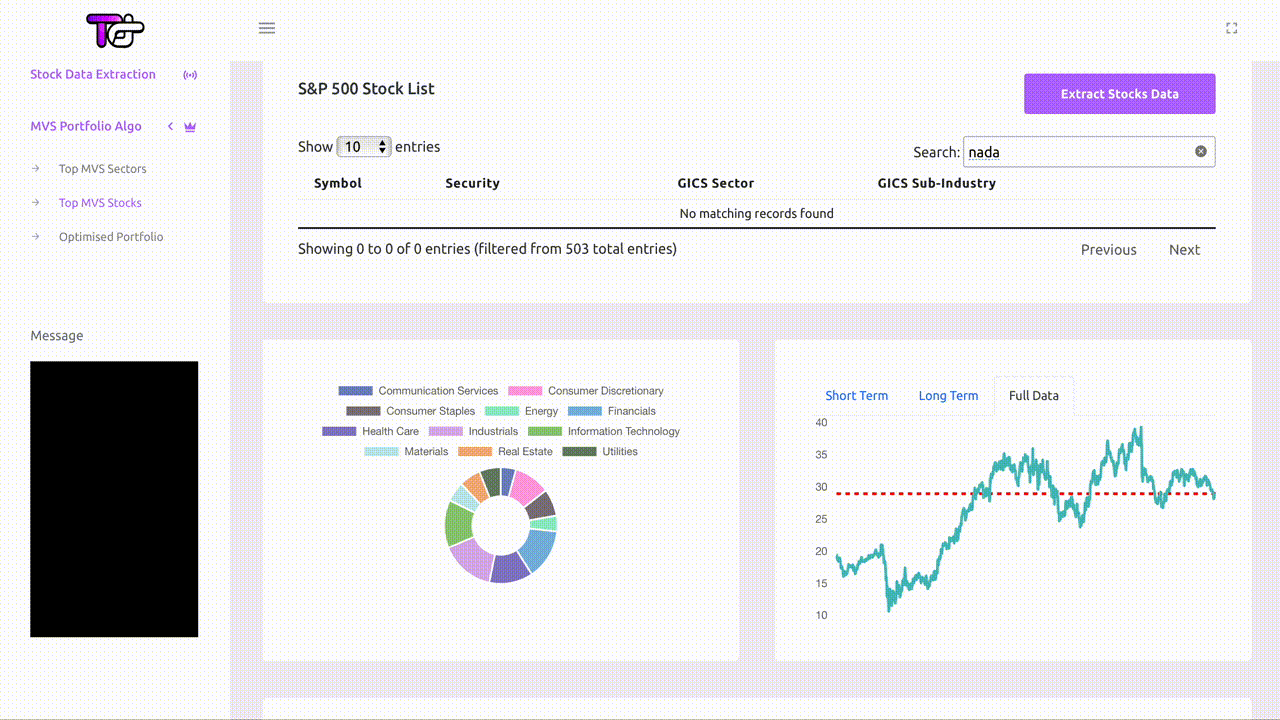 Stock Data Extraction
MVS Portfolio Algo
Top MVS Sectors
Top MVS Stocks
Optimised Portfolio
Message
S&P 500 Stock List
Extract Stocks Data
Show 10 entries
Search: nada
Symbol Security GICS Sector GICS Sub-Industry
No matching records found
Showing 0 to 0 of 0 entries (filtered from 503 total entries)
Previous Next
Communication Services Consumer Discretionary
Consumer Staples Energy Financials
Health Care Industrials Information Technology
Materials Real Estate Utilities
Short Term Long Term Full Data
40
35
30
25
20
15
10